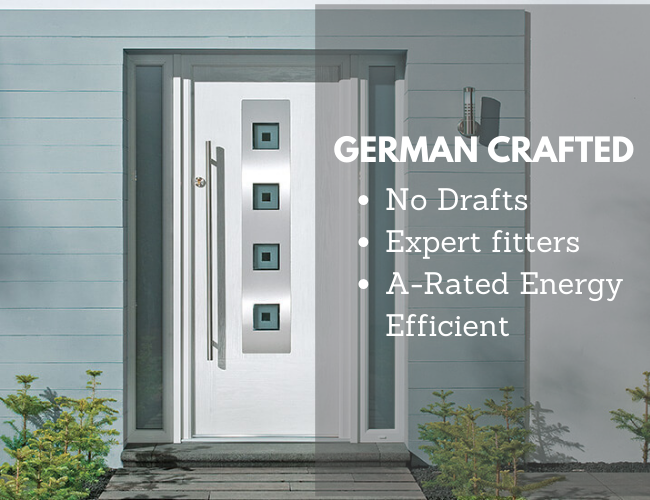 GERMAN CRAFTED
• No Drafts
• Expert fitters
• A-Rated Energy
Efficient